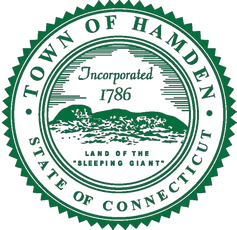 TOWN OF HAMDEN
Incorporated
1786
LAND OF THE
"SLEEPING GIANT"
STATE OF CONNECTICUT